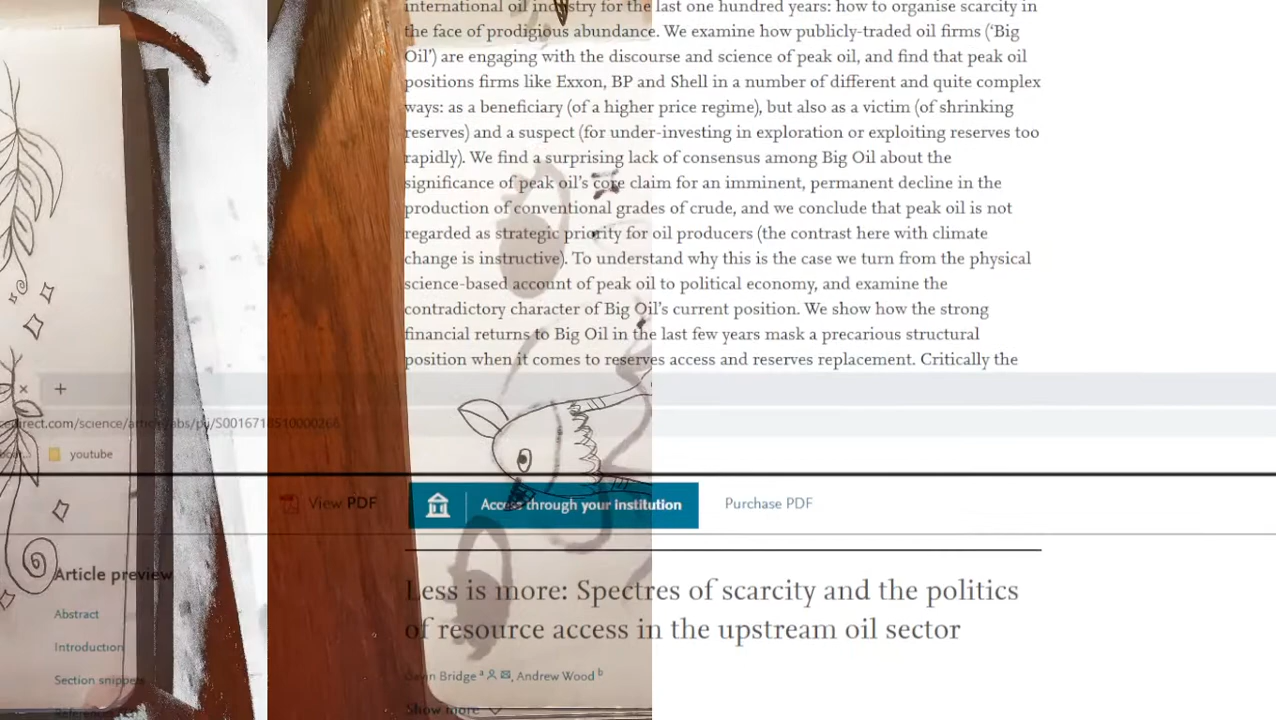 international oil industry for the last one hundred years: how to organise scarcity in
the face of prodigious abundance. We examine how publicly-traded oil firms (‘Big
Oil’) are engaging with the discourse and science of peak oil, and find that peak oil
positions firms like Exxon, BP and Shell in a number of different and quite complex
ways: as a beneficiary (of a higher price regime), but also as a victim (of shrinking
reserves) and a suspect (for under-investing in exploration or exploiting reserves too
rapidly). We find a surprising lack of consensus among Big Oil about the
significance of peak oil’s core claim for an imminent, permanent decline in the
production of conventional grades of crude, and we conclude that peak oil is not
regarded as strategic priority for oil producers (the contrast here with climate
change is instructive). To understand why this is the case we turn from the physical
science-based account of peak oil to political economy, and examine the
contradictory character of Big Oil’s current position. We show how the strong
financial returns to Big Oil in the last few years mask a precarious structural
position when it comes to reserves access and reserves replacement. Critically the
youtube
View PDF
Access through your institution
Purchase PDF
Article preview
Abstract
Introduction
Section snippets
Less is more: Spectres of scarcity and the politics
of resource access in the upstream oil sector
Bridge a, Andrew Wood b
Show more